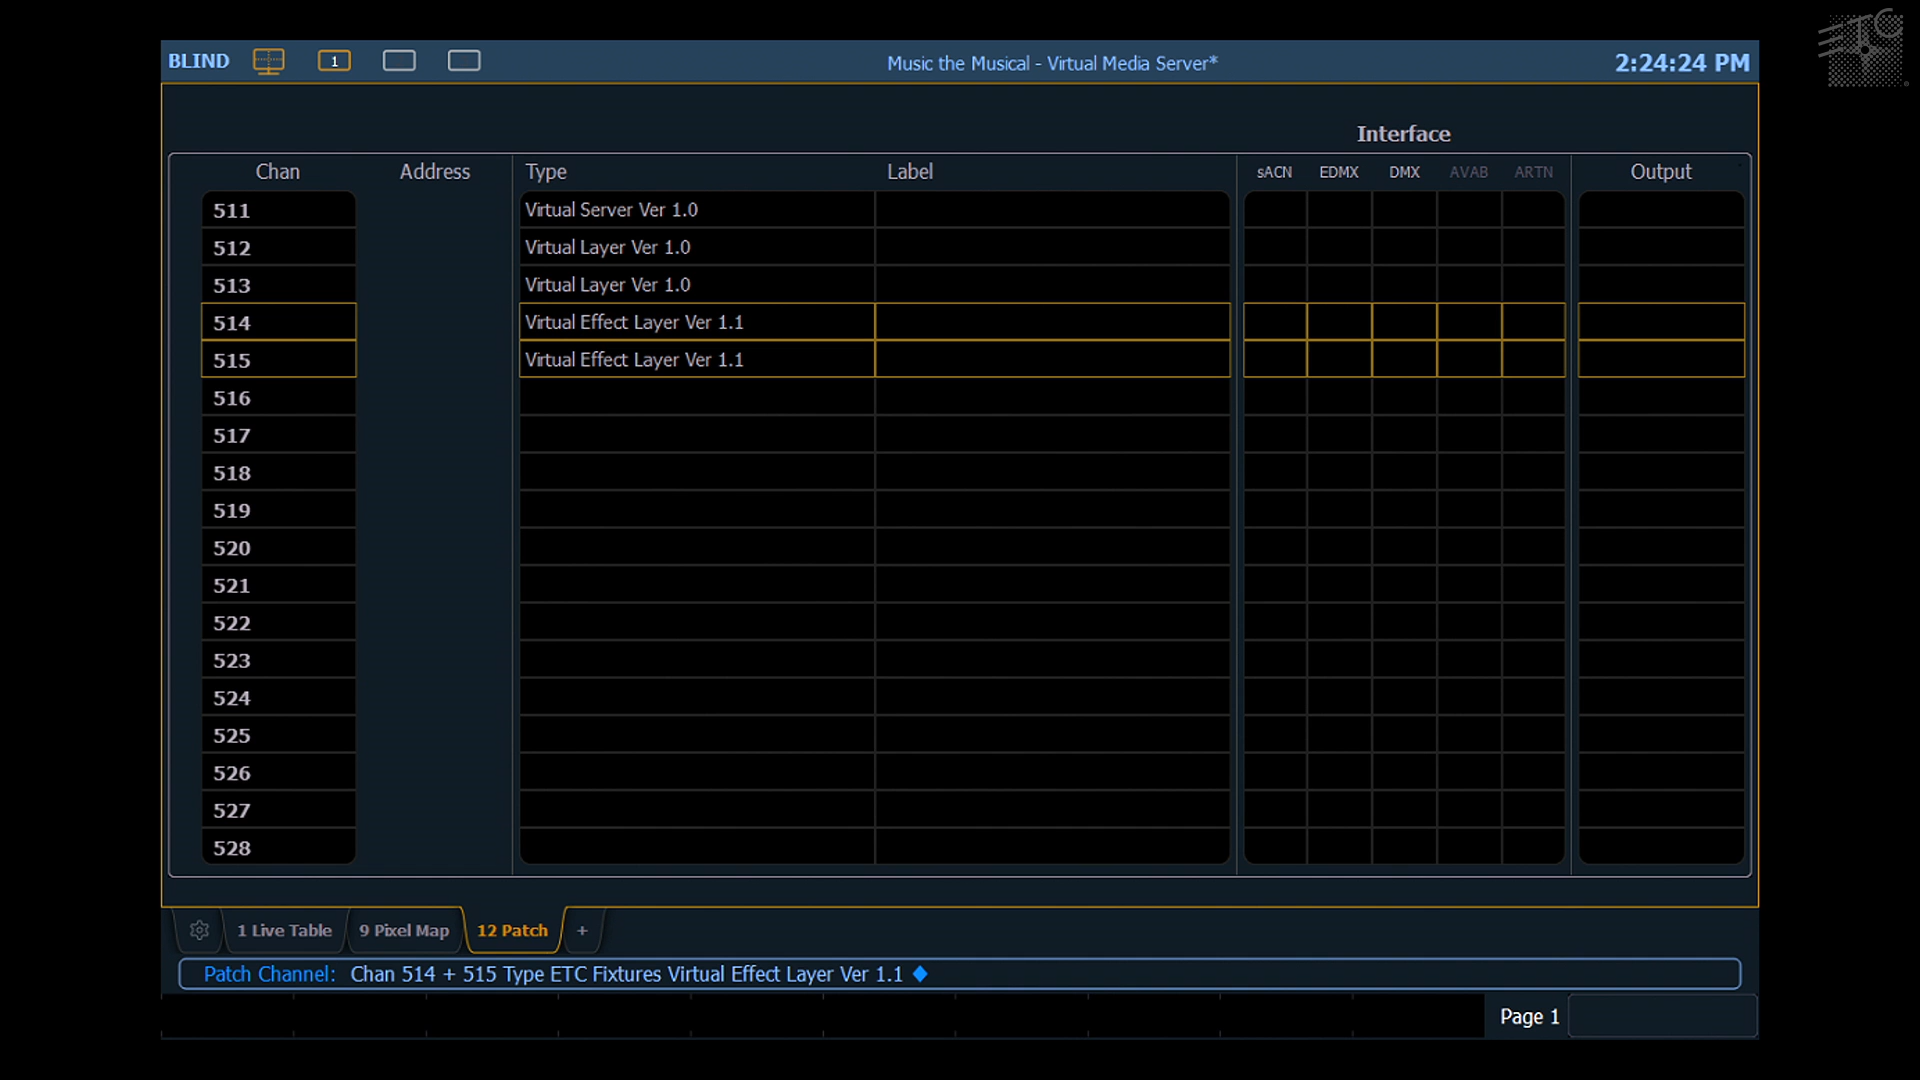 BLIND 1 Music the Musical - Virtual Media Server* 2:24:24 PM
ETC
Interface
Chan Address Type Label sACN EDMX DMX AVAB ARTN Output
511 Virtual Server Ver 1.0
512 Virtual Layer Ver 1.0
513 Virtual Layer Ver 1.0
514 Virtual Effect Layer Ver 1.1
515 Virtual Effect Layer Ver 1.1
516
517
518
519
520
521
522
523
524
525
526
527
528
1 Live Table 9 Pixel Map 12 Patch +
Patch Channel: Chan 514 + 515 Type ETC Fixtures Virtual Effect Layer Ver 1.1
Page 1